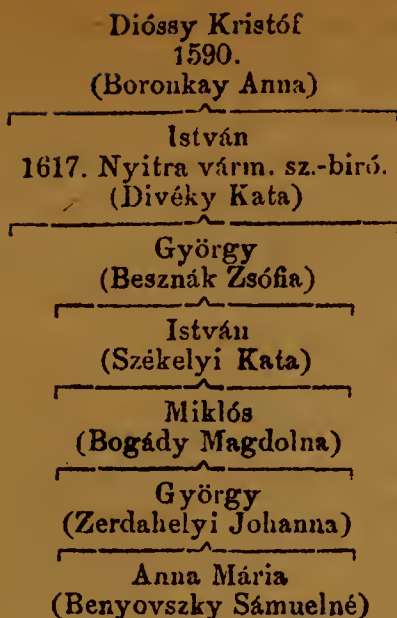 Dióssy Kristóf
1590.
(Boronkay Anna)
István
1617. Nyitra várm. sz.-biró.
(Divéky Kata)
György
(Besznák Zsófia)
István
(Székelyi Kata)
Miklós
(Bogády Magdolna)
György
(Zerdahelyi Johanna)
Anna Mária
(Benyovszky Sámuelné)